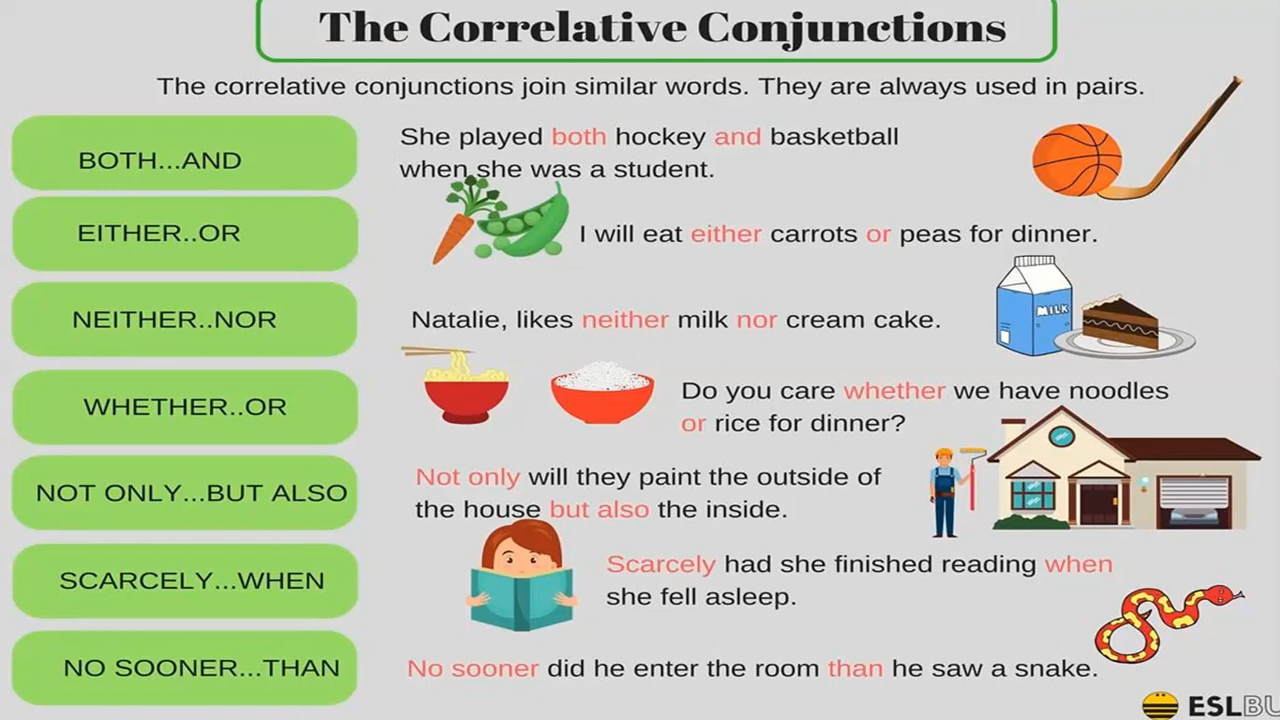 The Correlative Conjunctions
The correlative conjunctions join similar words. They are always used in pairs.
BOTH...AND
She played both hockey and basketball
when she was a student.
EITHER..OR
I will eat either carrots or peas for dinner.
NEITHER..NOR
Natalie, likes neither milk nor cream cake.
MILK
WHETHER..OR
Do you care whether we have noodles
or rice for dinner?
NOT ONLY...BUT ALSO
Not only will they paint the outside of
the house but also the inside.
SCARCELY...WHEN
Scarcely had she finished reading when
she fell asleep.
NO SOONER...THAN
No sooner did he enter the room than he saw a snake.
ESLBU